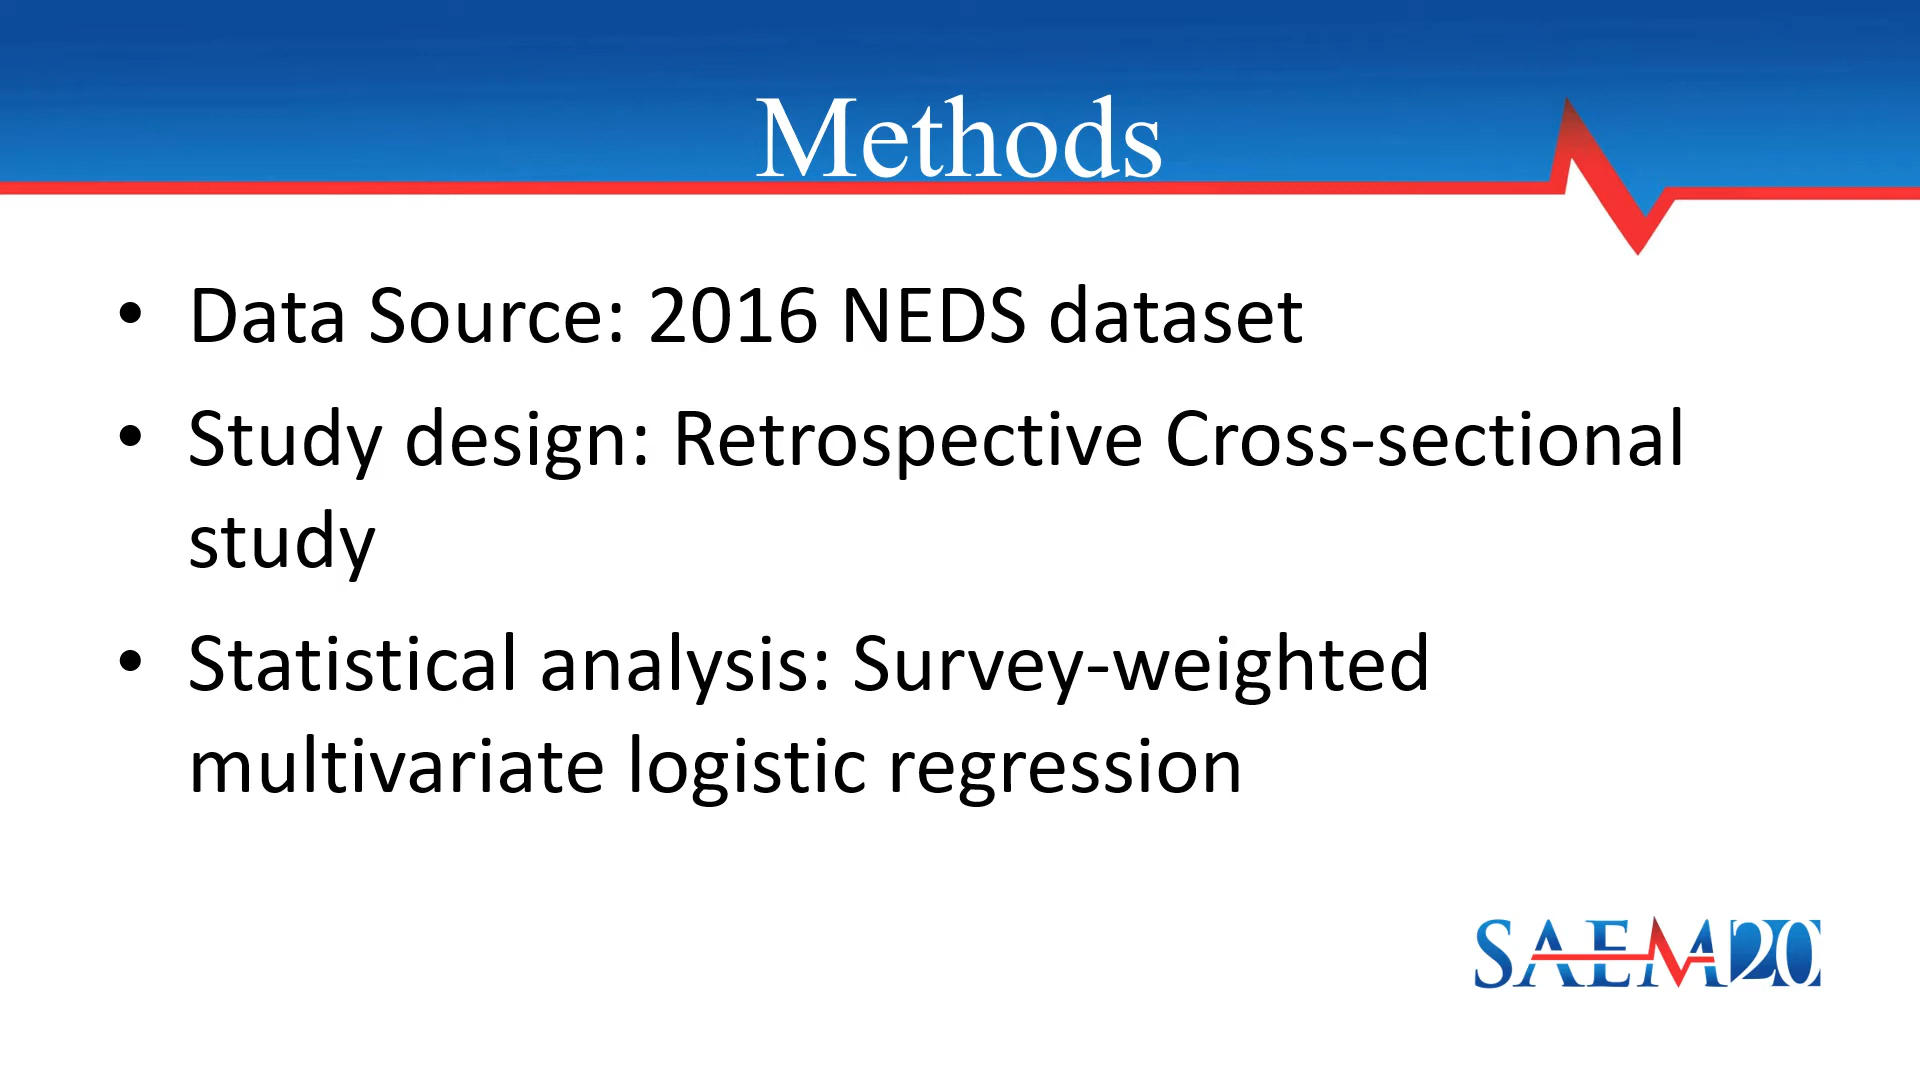 Methods
• Data Source: 2016 NEDS dataset
• Study design: Retrospective Cross-sectional
study
• Statistical analysis: Survey-weighted
multivariate logistic regression
SAEM20